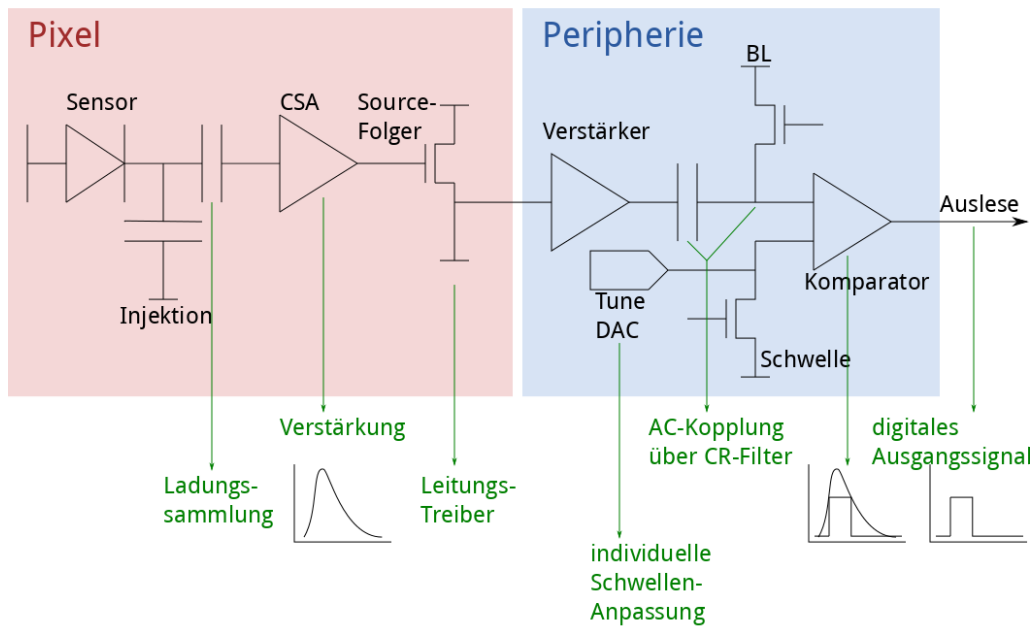 Pixel
Peripherie
BL
Sensor
CSA
Source-
Folger
Verstärker
Auslese
Komparator
Injektion
Tune
DAC
Schwelle
Verstärkung
AC-Kopplung
über CR-Filter
digitales
Ausgangssignal
Ladungs-
sammlung
Leitungs-
Treiber
individuelle
Schwellen-
Anpassung